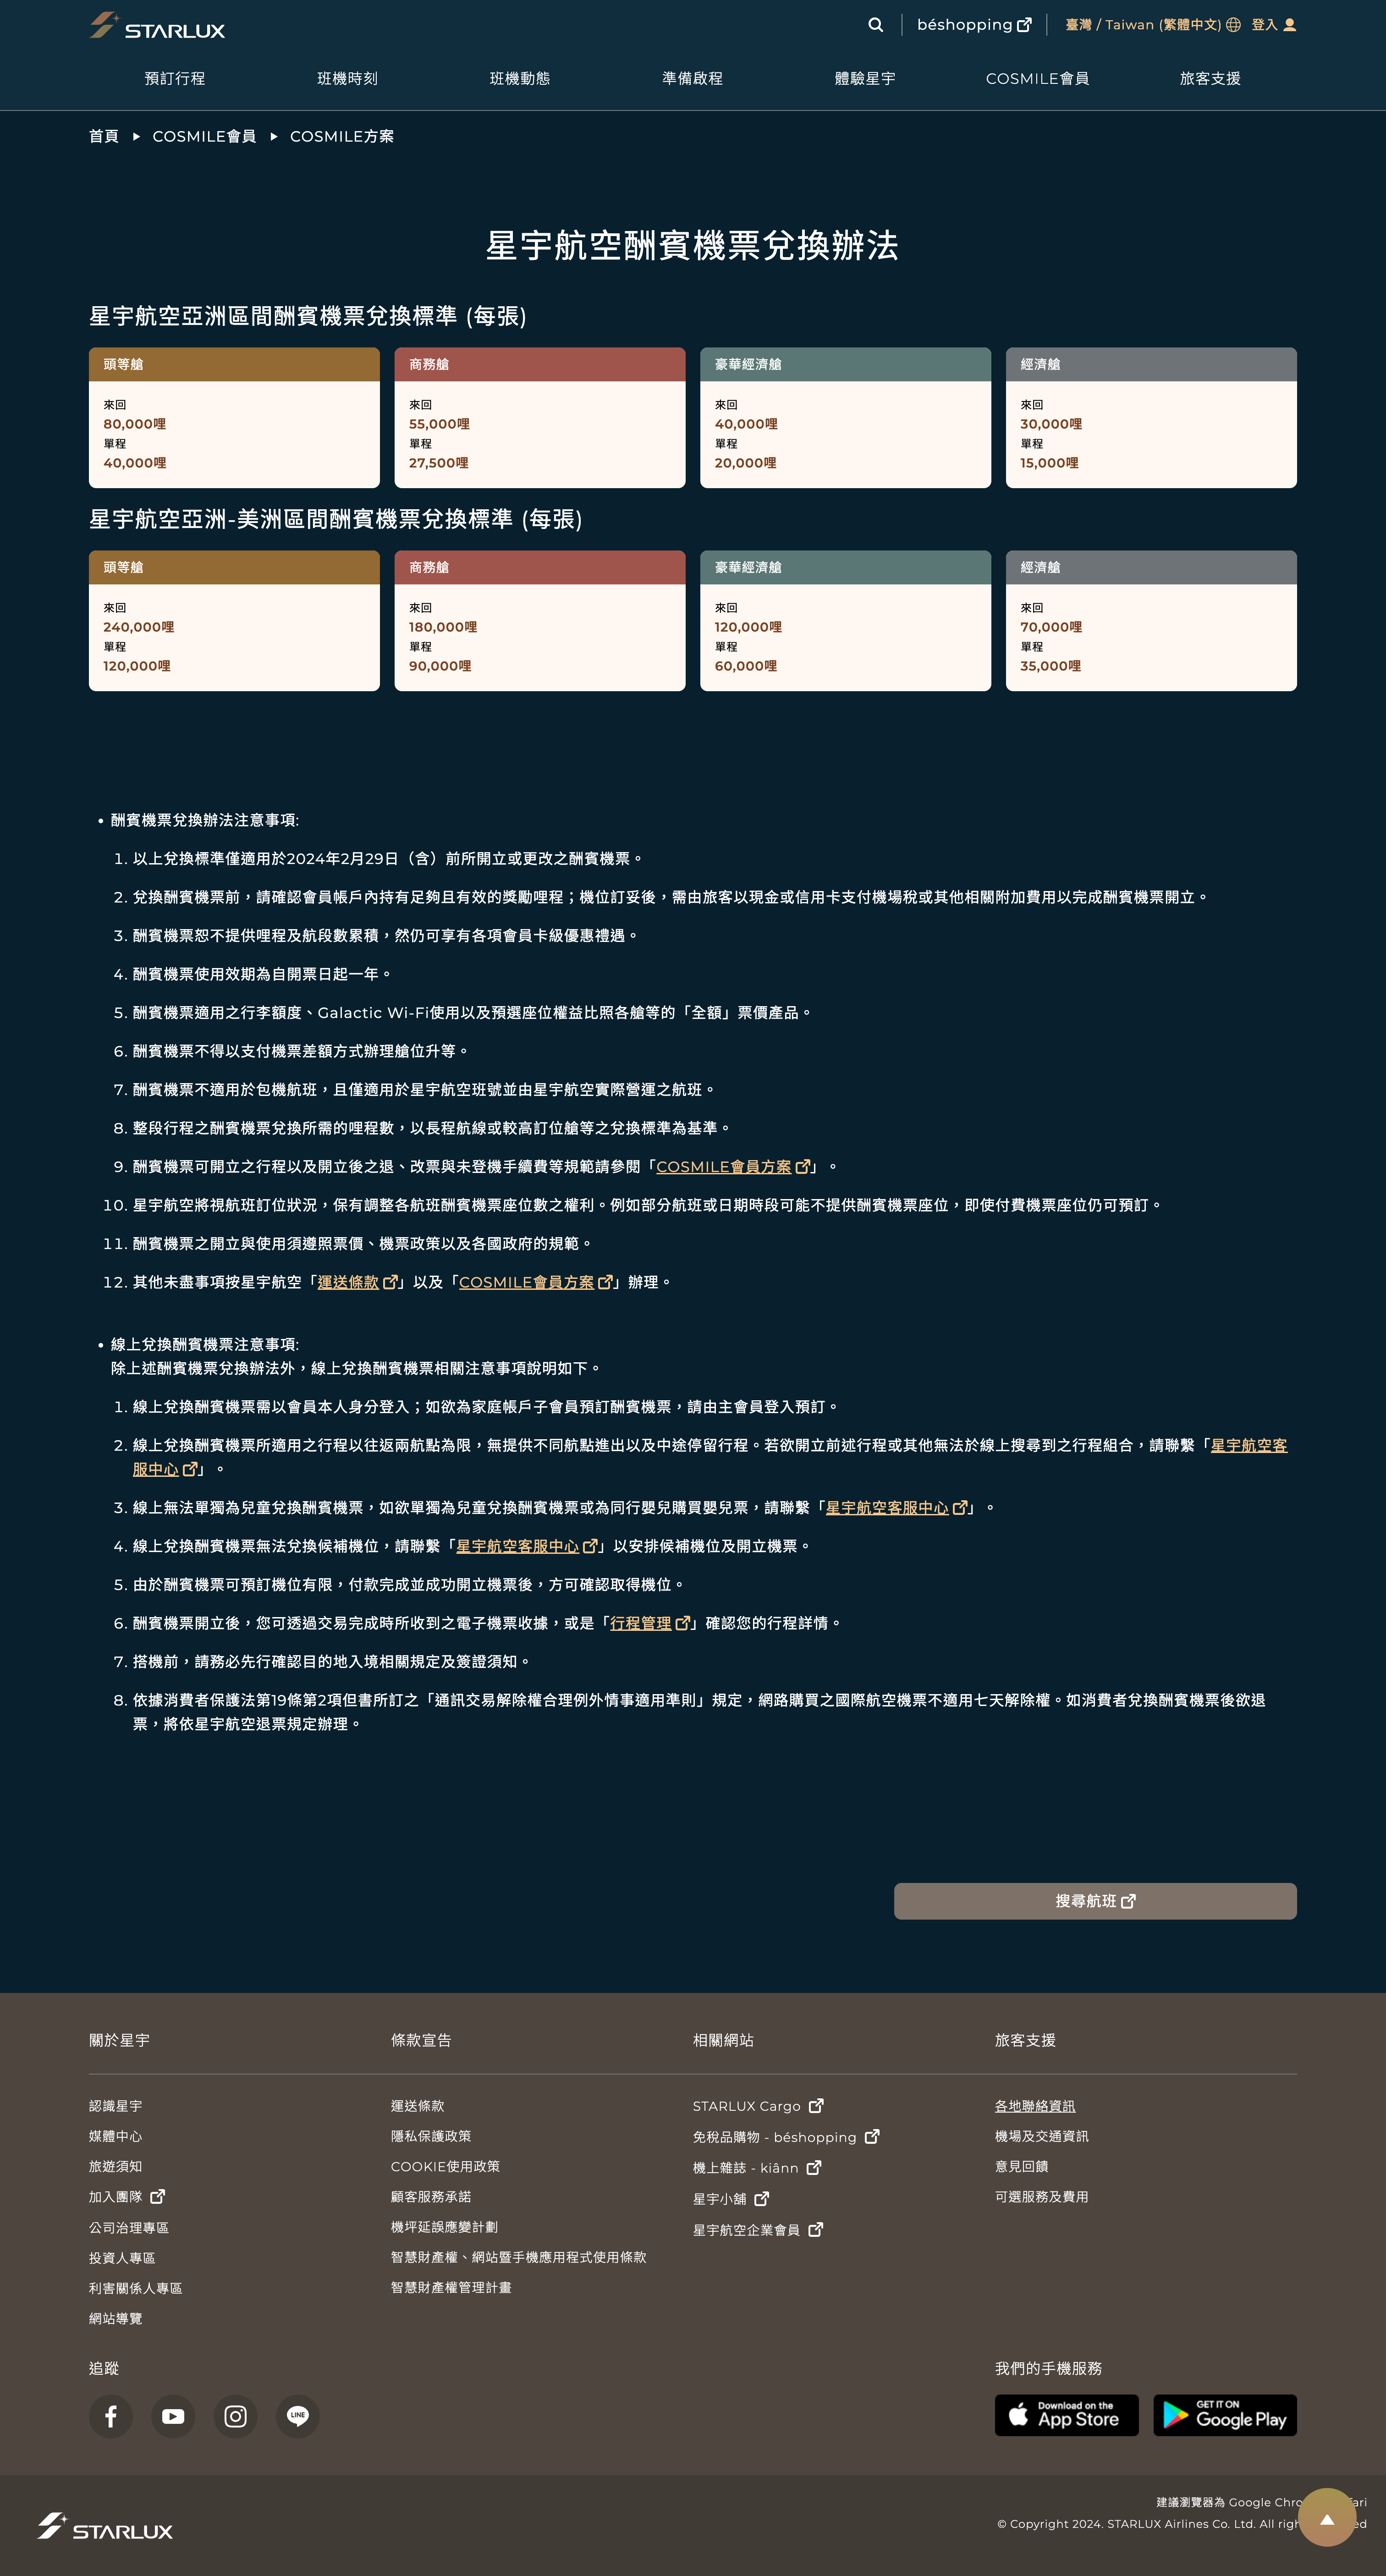 STARLUX
béshopping
臺灣 / Taiwan (繁體中文)
登入
預訂行程
班機時刻
班機動態
準備啟程
體驗星宇
COSMILE會員
旅客支援
首頁 ▶ COSMILE會員 ▶ COSMILE方案
星宇航空酬賓機票兌換辦法
星宇航空亞洲區間酬賓機票兌換標準 (每張)
頭等艙
來回
80,000哩
單程
40,000哩
商務艙
來回
55,000哩
單程
27,500哩
豪華經濟艙
來回
40,000哩
單程
20,000哩
經濟艙
來回
30,000哩
單程
15,000哩
星宇航空亞洲-美洲區間酬賓機票兌換標準 (每張)
頭等艙
來回
240,000哩
單程
120,000哩
商務艙
來回
180,000哩
單程
90,000哩
豪華經濟艙
來回
120,000哩
單程
60,000哩
經濟艙
來回
70,000哩
單程
35,000哩
• 酬賓機票兌換辦法注意事項:
1. 以上兌換標準僅適用於2024年2月29日（含）前所開立或更改之酬賓機票。
2. 兌換酬賓機票前，請確認會員帳戶內持有足夠且有效的獎勵哩程；機位訂妥後，需由旅客以現金或信用卡支付機場稅或其他相關附加費用以完成酬賓機票開立。
3. 酬賓機票恕不提供哩程及航段數累積，然仍可享有各項會員卡級優惠禮遇。
4. 酬賓機票使用效期為自開票日起一年。
5. 酬賓機票適用之行李額度、Galactic Wi-Fi使用以及預選座位權益比照各艙等的「全額」票價產品。
6. 酬賓機票不得以支付機票差額方式辦理艙位升等。
7. 酬賓機票不適用於包機航班，且僅適用於星宇航空班號並由星宇航空實際營運之航班。
8. 整段行程之酬賓機票兌換所需的哩程數，以長程航線或較高訂位艙等之兌換標準為基準。
9. 酬賓機票可開立之行程以及開立後之退、改票與未登機手續費等規範請參閱「COSMILE會員方案」。
10. 星宇航空將視航班訂位狀況，保有調整各航班酬賓機票座位數之權利。例如部分航班或日期時段可能不提供酬賓機票座位，即使付費機票座位仍可預訂。
11. 酬賓機票之開立與使用須遵照票價、機票政策以及各國政府的規範。
12. 其他未盡事項按星宇航空「運送條款」以及「COSMILE會員方案」辦理。
• 線上兌換酬賓機票注意事項:
除上述酬賓機票兌換辦法外，線上兌換酬賓機票相關注意事項說明如下。
1. 線上兌換酬賓機票需以會員本人身分登入；如欲為家庭帳戶子會員預訂酬賓機票，請由主會員登入預訂。
2. 線上兌換酬賓機票所適用之行程以往返兩航點為限，無提供不同航點進出以及中途停留行程。若欲開立前述行程或其他無法於線上搜尋到之行程組合，請聯繫「星宇航空客
服中心」。
3. 線上無法單獨為兒童兌換酬賓機票，如欲單獨為兒童兌換酬賓機票或為同行嬰兒購買嬰兒票，請聯繫「星宇航空客服中心」。
4. 線上兌換酬賓機票無法兌換候補機位，請聯繫「星宇航空客服中心」以安排候補機位及開立機票。
5. 由於酬賓機票可預訂機位有限，付款完成並成功開立機票後，方可確認取得機位。
6. 酬賓機票開立後，您可透過交易完成時所收到之電子機票收據，或是「行程管理」確認您的行程詳情。
7. 搭機前，請務必先行確認目的地入境相關規定及簽證須知。
8. 依據消費者保護法第19條第2項但書所訂之「通訊交易解除權合理例外情事適用準則」規定，網路購買之國際航空機票不適用七天解除權。如消費者兌換酬賓機票後欲退
票，將依星宇航空退票規定辦理。
搜尋航班
關於星宇
條款宣告
相關網站
旅客支援
認識星宇
媒體中心
旅遊須知
加入團隊
公司治理專區
投資人專區
利害關係人專區
網站導覽
運送條款
隱私保護政策
COOKIE使用政策
顧客服務承諾
機坪延誤應變計劃
智慧財產權、網站暨手機應用程式使用條款
智慧財產權管理計畫
STARLUX Cargo
免稅品購物 - béshopping
機上雜誌 - kiânn
星宇小舖
星宇航空企業會員
各地聯絡資訊
機場及交通資訊
意見回饋
可選服務及費用
追蹤
LINE
我們的手機服務
Download on the
App Store
GET IT ON
Google Play
STARLUX
建議瀏覽器為 Google
© Copyright 2024. STARLUX Airlines Co. Ltd. All